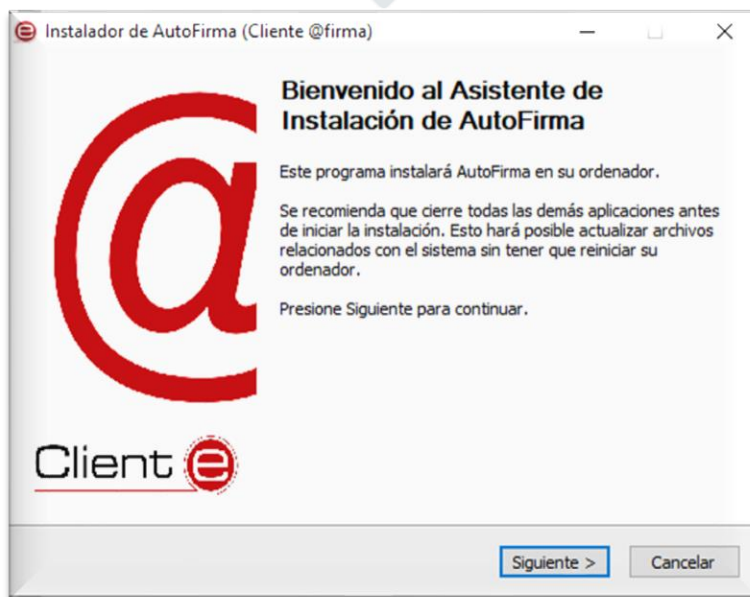 Instalador de AutoFirma (Cliente @firma)
Bienvenido al Asistente de
Instalación de AutoFirma
Este programa instalará AutoFirma en su ordenador.
Se recomienda que cierre todas las demás aplicaciones antes
de iniciar la instalación. Esto hará posible actualizar archivos
relacionados con el sistema sin tener que reiniciar su
ordenador.
Presione Siguiente para continuar.
@
Client e
Siguiente >
Cancelar